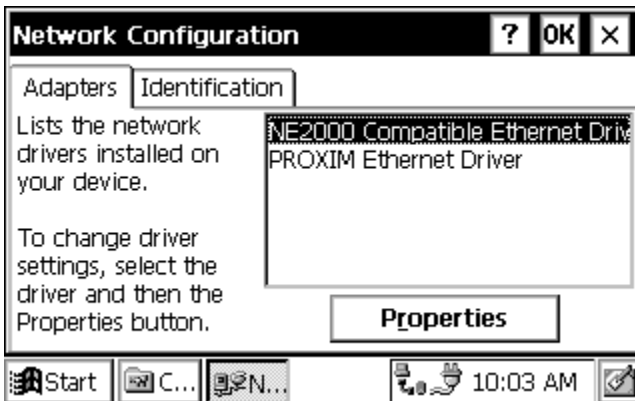 Network Configuration ? OK ×
Adapters Identification
Lists the network
drivers installed on
your device.
To change driver
settings, select the
driver and then the
Properties button.
NE2000 Compatible Ethernet Driv
PROXIM Ethernet Driver
Properties
Start C... N... 10:03 AM